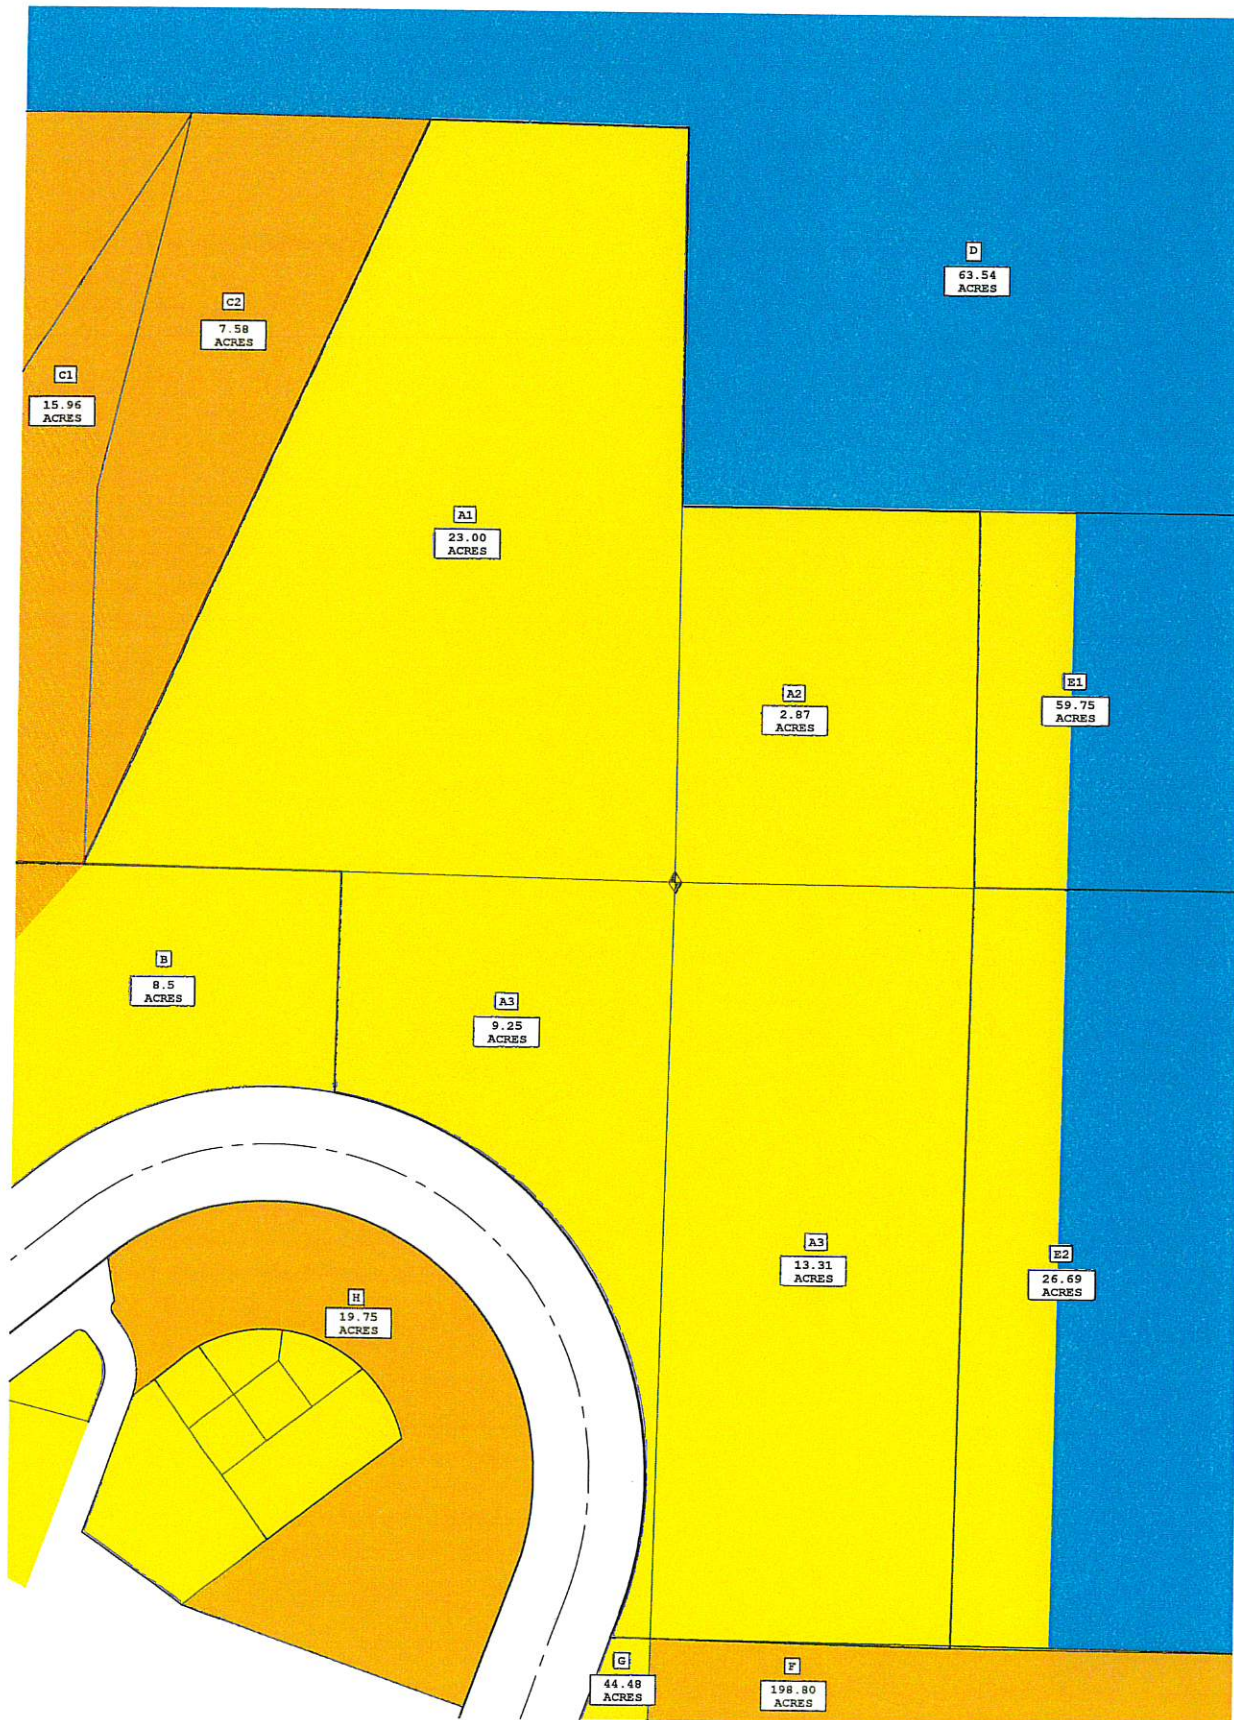 D
63.54
ACRES
C2
7.58
ACRES
C1
15.96
ACRES
A1
23.00
ACRES
A2
2.87
ACRES
E1
59.75
ACRES
B
8.5
ACRES
A3
9.25
ACRES
A3
13.31
ACRES
E2
26.69
ACRES
H
19.75
ACRES
G
44.48
ACRES
F
198.80
ACRES